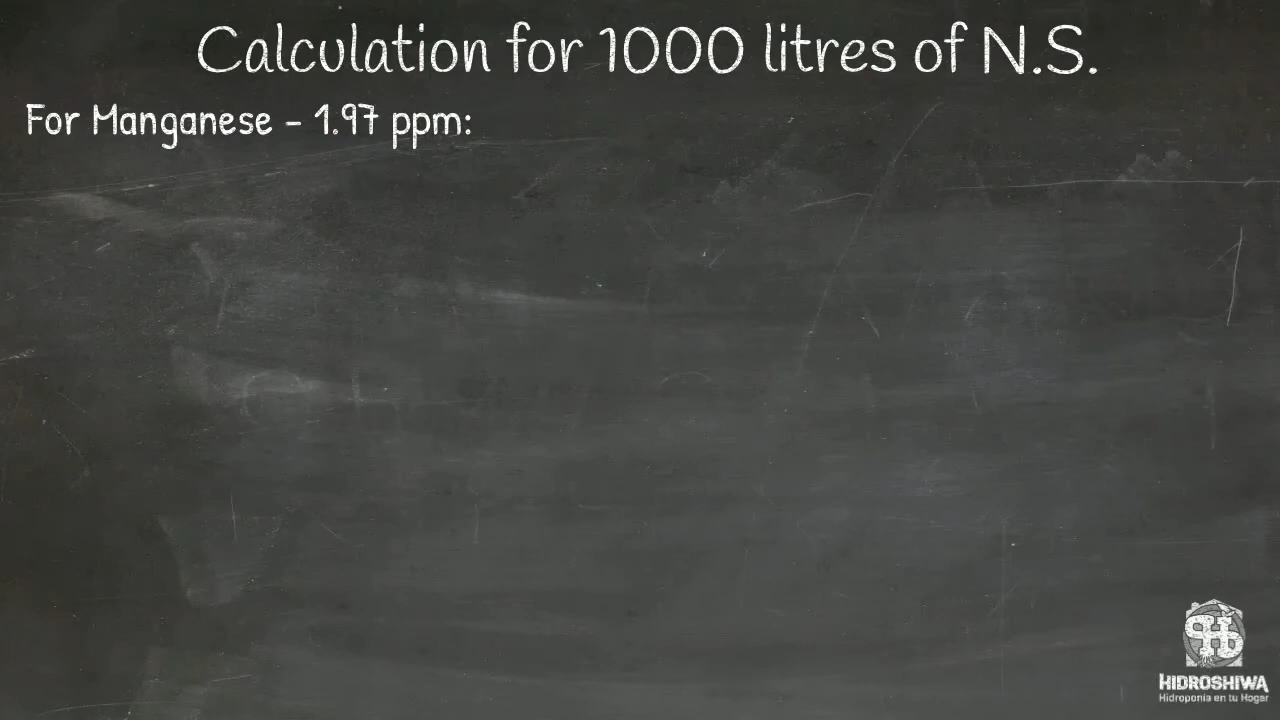 Calculation for 1000 litres of N.S.
For Manganese - 1.97 ppm:
HIDROSHIWA
Hidroponia en tu Hogar